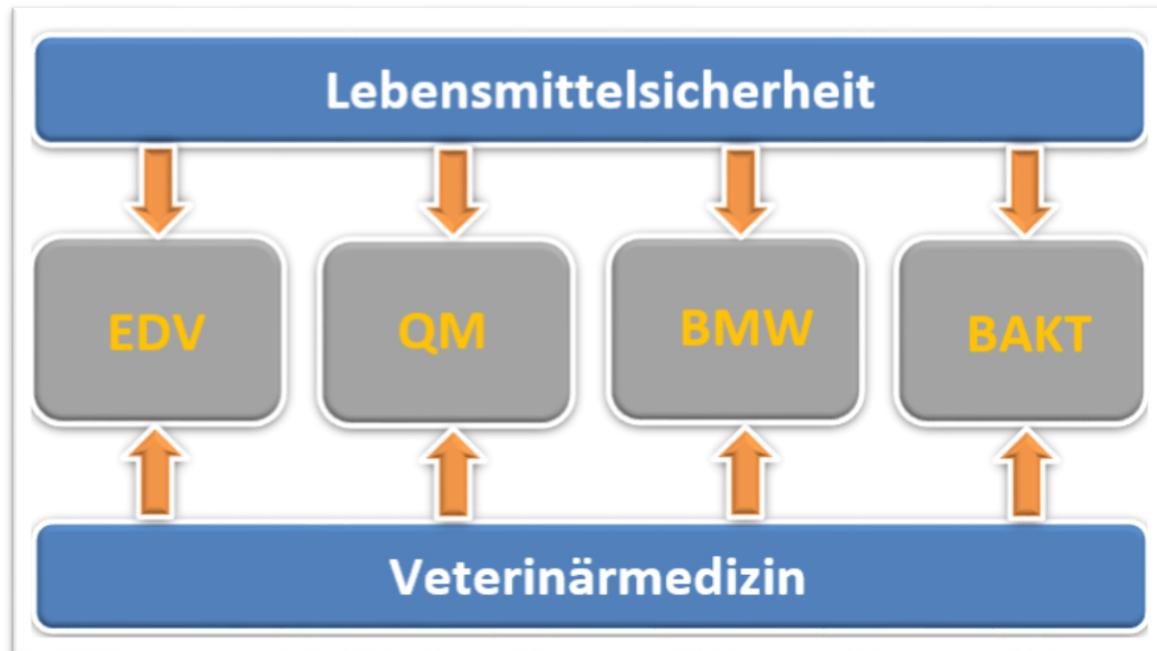 Lebensmittelsicherheit
EDV
QM
BMW
BAKT
Veterinärmedizin